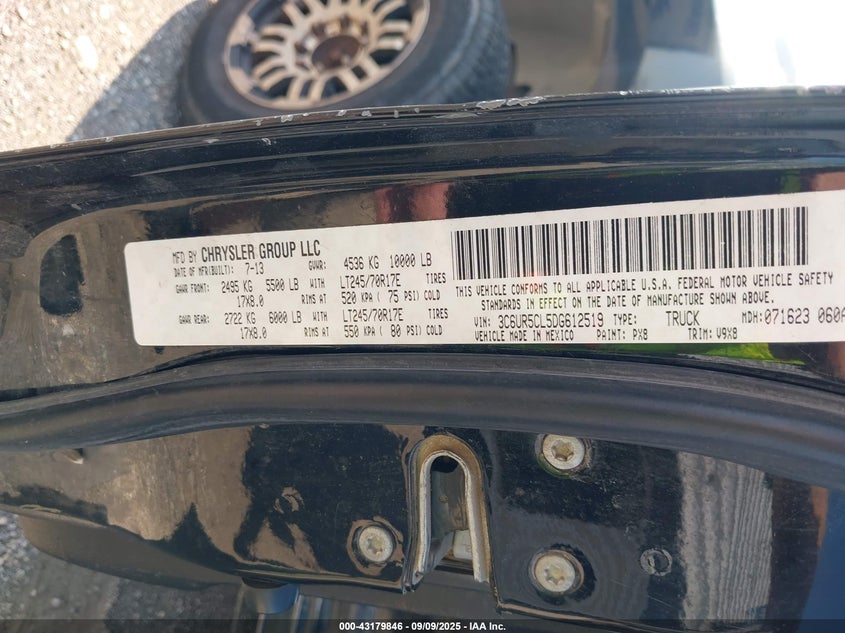 MFD BY CHRYSLER GROUP LLC
DATE OF MFR(BUILT): 7-13 GVWR: 4536 KG 10000 LB
GAWR FRONT: 2495 KG 5500 LB WITH LT245/70R17E TIRES
17X8.0 RIMS AT 520 KPA ( 75 PSI) COLD
GAWR REAR: 2722 KG 6000 LB WITH LT245/70R17E TIRES
17X8.0 RIMS AT 550 KPA ( 80 PSI) COLD
THIS VEHICLE CONFORMS TO ALL APPLICABLE U.S.A. FEDERAL MOTOR VEHICLE SAFETY
STANDARDS IN EFFECT ON THE DATE OF MANUFACTURE SHOWN ABOVE.
VIN: 3C6UR5CL5DG612519 TYPE: TRUCK MDH: 071623 060A
VEHICLE MADE IN MEXICO PAINT: PX8 TRIM: V9X8
000-43179846 - 09/09/2025 - IAA Inc.